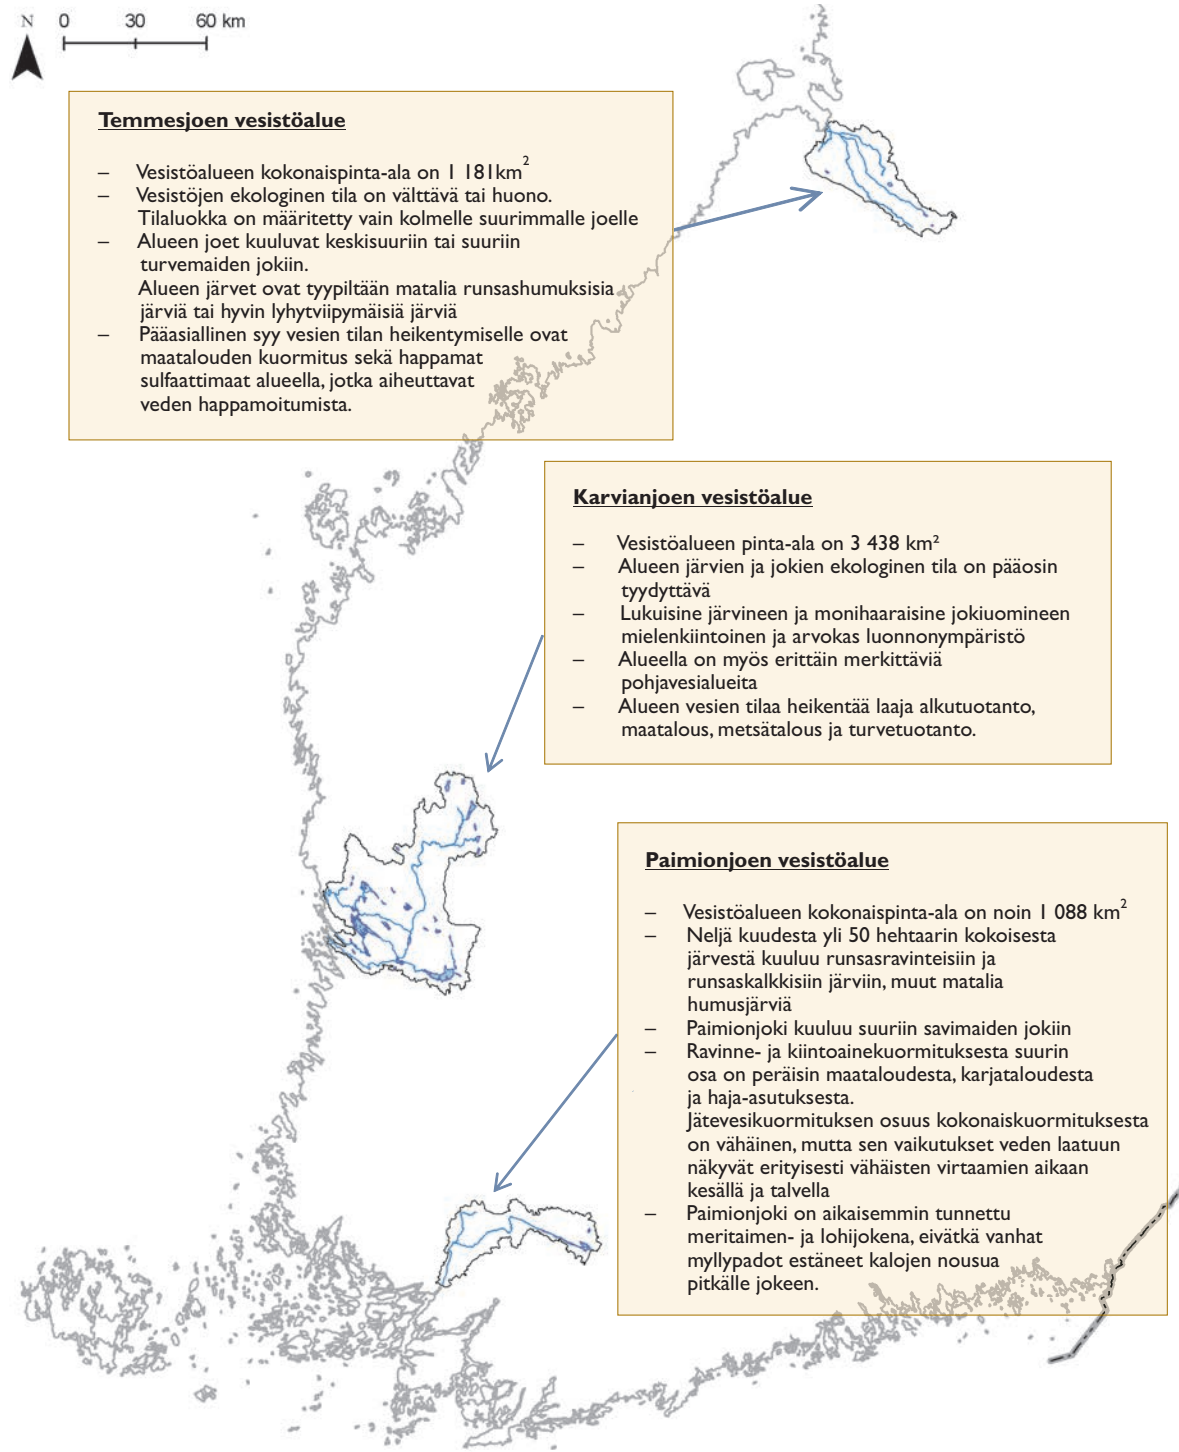 N 0 30 60 km
Temmesjoen vesistöalue
– Vesistöalueen kokonaispinta-ala on 1 181km²
– Vesistöjen ekologinen tila on välttävä tai huono.
Tilaluokka on määritetty vain kolmelle suurimmalle joelle
– Alueen joet kuuluvat keskisuuriin tai suuriin
turvemaiden jokiin.
Alueen järvet ovat tyypiltään matalia runsashumuksisia
järviä tai hyvin lyhytviipymäisiä järviä
– Pääasiallinen syy vesien tilan heikentymiselle ovat
maatalouden kuormitus sekä happamat
sulfaattimaat alueella, jotka aiheuttavat
veden happamoitumista.
Karvianjoen vesistöalue
– Vesistöalueen pinta-ala on 3 438 km²
– Alueen järvien ja jokien ekologinen tila on pääosin
tyydyttävä
– Lukuisine järvineen ja monihaaraisine jokiuomineen
mielenkiintoinen ja arvokas luonnonympäristö
– Alueella on myös erittäin merkittäviä
pohjavesialueita
– Alueen vesien tilaa heikentää laaja alkutuotanto,
maatalous, metsätalous ja turvetuotanto.
Paimionjoen vesistöalue
– Vesistöalueen kokonaispinta-ala on noin 1 088 km²
– Neljä kuudesta yli 50 hehtaarin kokoisesta
järvestä kuuluu runsasravinteisiin ja
runsaskalkkisiin järviin, muut matalia
humusjärviä
– Paimionjoki kuuluu suuriin savimaiden jokiin
– Ravinne- ja kiintoainekuormituksesta suurin
osa on peräisin maataloudesta, karjataloudesta
ja haja-asutuksesta.
Jätevesikuormituksen osuus kokonaiskuormituksesta
on vähäinen, mutta sen vaikutukset veden laatuun
näkyvät erityisesti vähäisten virtaamien aikaan
kesällä ja talvella
– Paimionjoki on aikaisemmin tunnettu
meritaimen- ja lohijokena, eivätkä vanhat
myllypadot estäneet kalojen nousua
pitkälle jokeen.